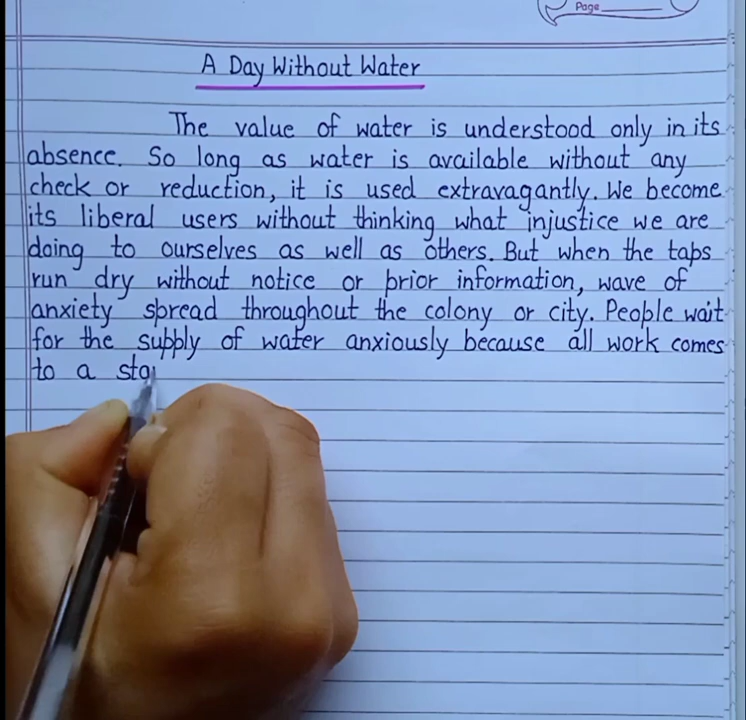 Page
A Day Without Water
The value of water is understood only in its
absence. So long as water is available without any
check or reduction, it is used extravagantly. We become
its liberal users without thinking what injustice we are
doing to ourselves as well as others. But when the taps
run dry without notice or prior information, wave of
anxiety spread throughout the colony or city. People wait
for the supply of water anxiously because all work comes
to a sta